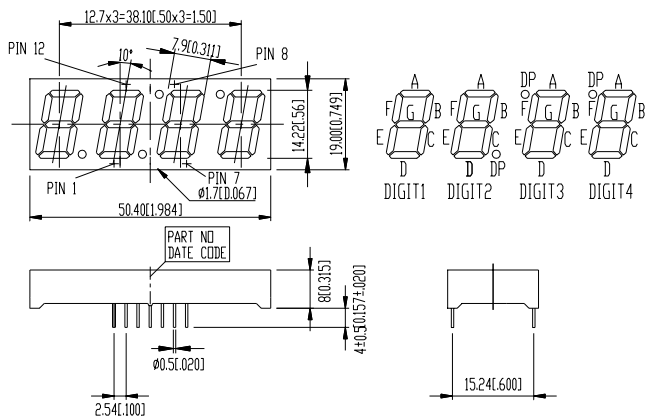 12.7x3=38.10[.50x3=1.50]
PIN 12
10°
7.9[0.311]
PIN 8
14.22[.56]
19.00[0.749]
PIN 1
PIN 7
ø1.7[0.067]
50.40[1.984]
A
F
G
B
E
C
D
DIGIT1
A
F
G
B
E
C
D
DP
DIGIT2
DP
A
F
G
B
E
C
D
DIGIT3
DP
A
F
G
B
E
C
D
DIGIT4
PART NO
DATE CODE
8[0.315]
4±0.5[0.157±.020]
ø0.5[.020]
2.54[.100]
15.24[.600]